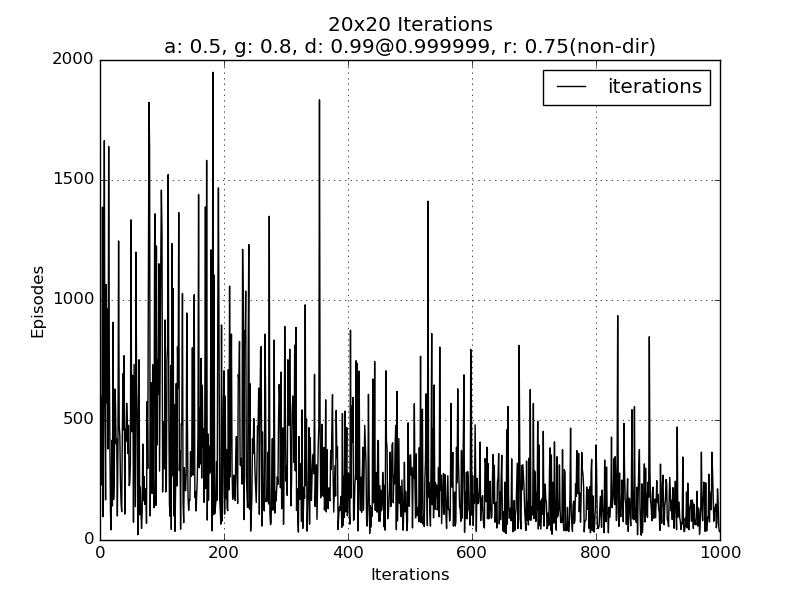 20x20 Iterations
a: 0.5, g: 0.8, d: 0.99@0.999999, r: 0.75(non-dir)
iterations
2000
1500
1000
500
0
Episodes
0 200 400 600 800 1000
Iterations